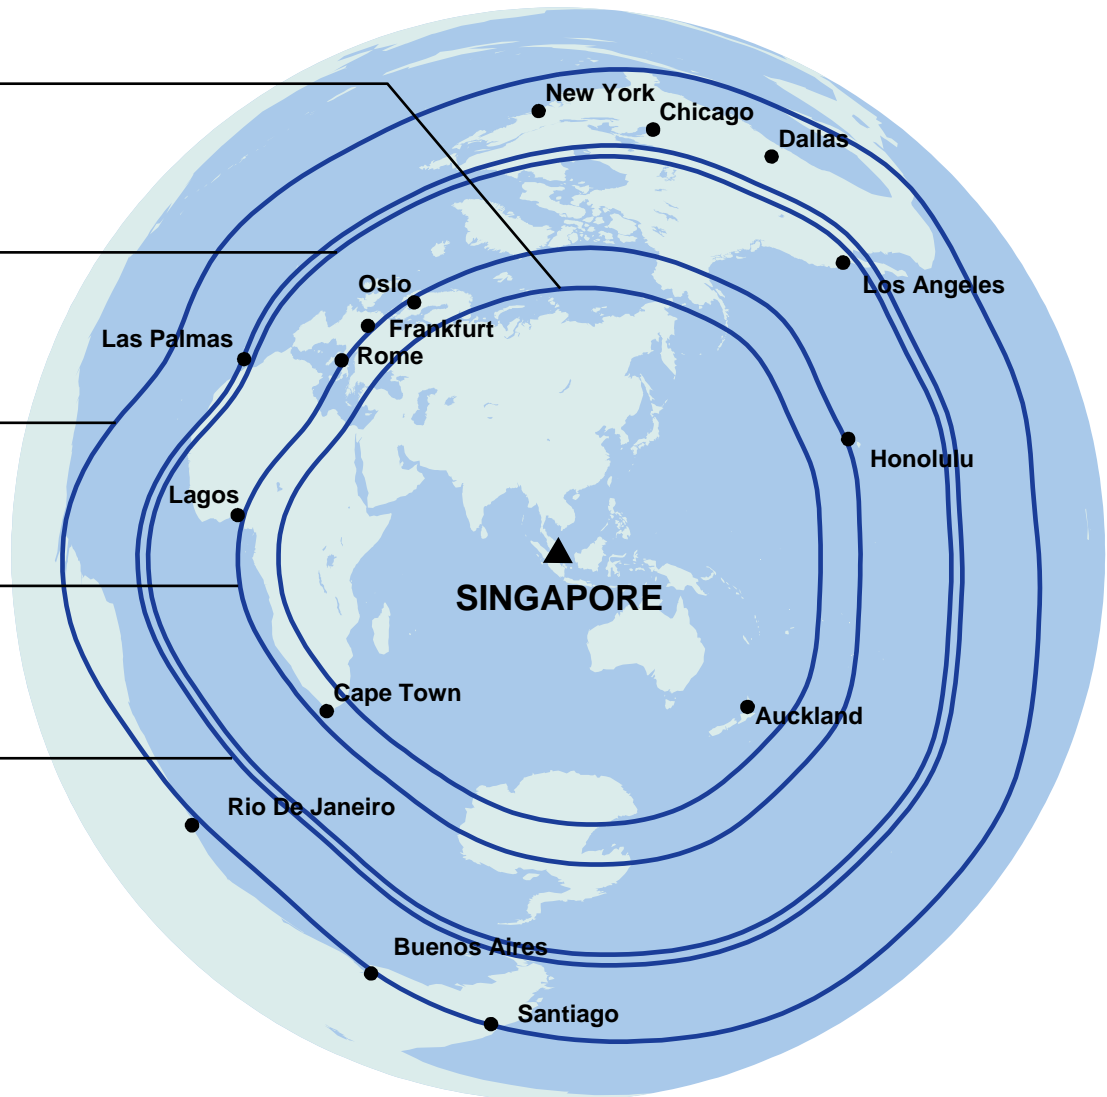 New York
Chicago
Dallas
Oslo
Los Angeles
Frankfurt
Las Palmas
Rome
Honolulu
Lagos
SINGAPORE
Cape Town
Auckland
Rio De Janeiro
Buenos Aires
Santiago